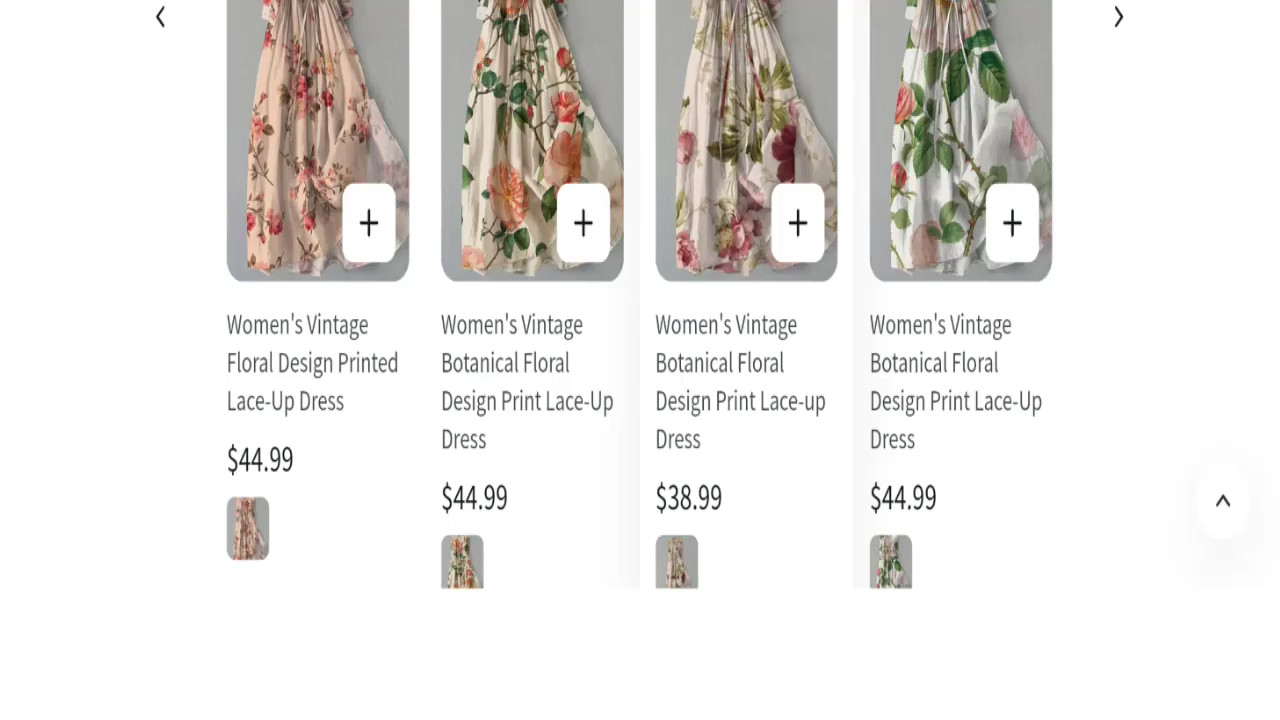 Women's Vintage
Floral Design Printed
Lace-Up Dress
$44.99
Women's Vintage
Botanical Floral
Design Print Lace-Up
Dress
$44.99
Women's Vintage
Botanical Floral
Design Print Lace-up
Dress
$38.99
Women's Vintage
Botanical Floral
Design Print Lace-Up
Dress
$44.99